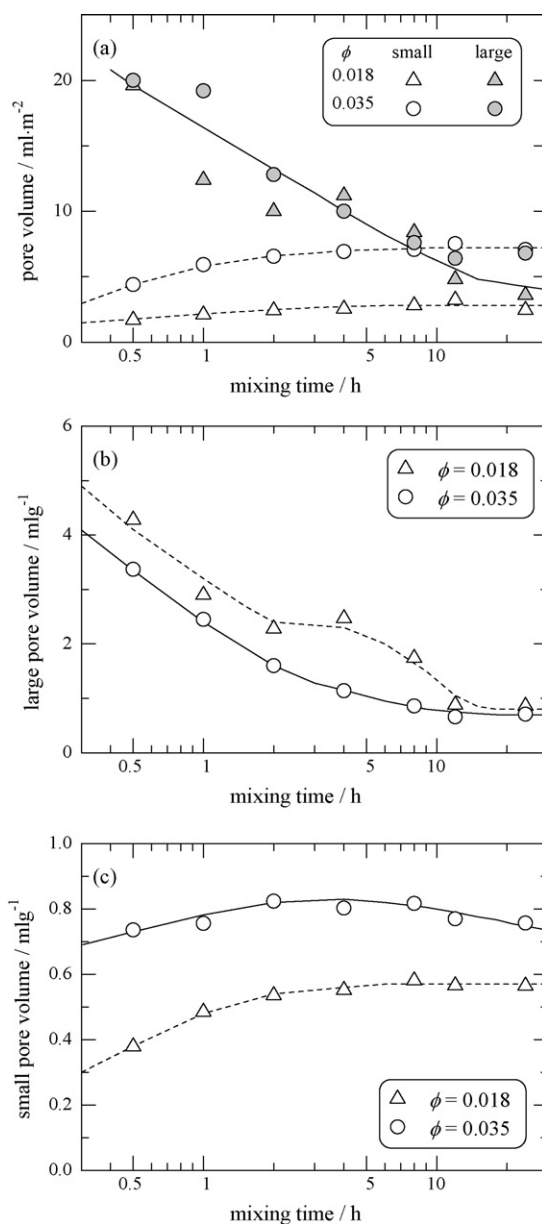 (a)
ϕ small large
0.018
0.035
20
10
0
pore volume / ml·m-2
0.5 1 5 10
mixing time / h
6
(b)
ϕ = 0.018
ϕ = 0.035
4
2
0
large pore volume / mlg-1
0.5 1 5 10
mixing time / h
1.0
(c)
0.8
0.6
0.4
0.2
0.0
small pore volume / mlg-1
ϕ = 0.018
ϕ = 0.035
0.5 1 5 10
mixing time / h